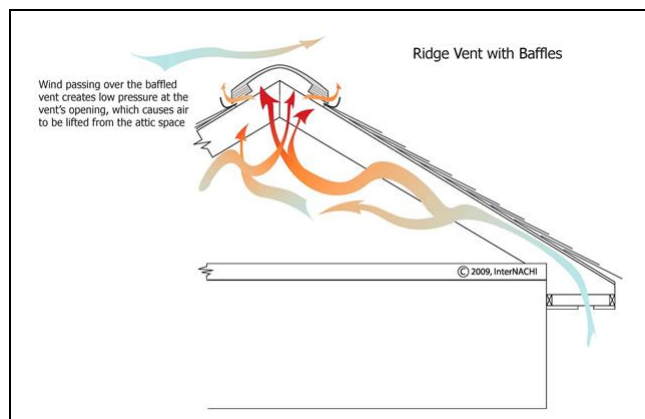 Ridge Vent with Baffles
Wind passing over the baffled
vent creates low pressure at the
vent's opening, which causes air
to be lifted from the attic space
© 2009, InterNACHI